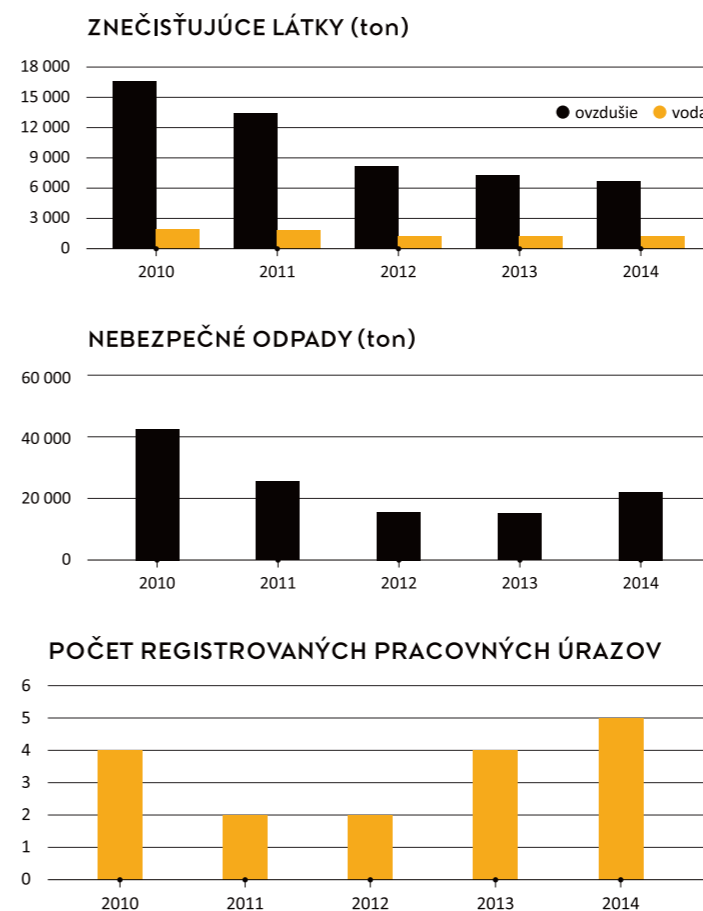 ZNEČISŤUJÚCE LÁTKY (ton)
18 000
15 000
12 000
9 000
6 000
3 000
0
ovzdušie voda
2010 2011 2012 2013 2014
NEBEZPEČNÉ ODPADY (ton)
60 000
40 000
20 000
0
2010 2011 2012 2013 2014
POČET REGISTROVANÝCH PRACOVNÝCH ÚRAZOV
6
5
4
3
2
1
0
2010 2011 2012 2013 2014